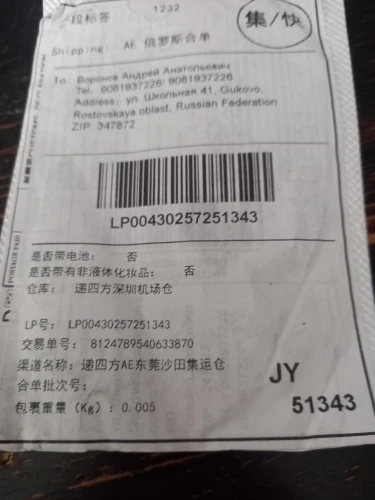 段标签
1232
集/快
Shipping: AE 俄罗斯合单
To: Воронов Андрей Анатольевич
Tel: 9081937226/ 9081937226
Address: ул. Школьная 41, Gukovo,
Rostovskaya oblast, Russian Federation
ZIP: 347872
LP00430257251343
是否带电池： 否
是否带有非液体化妆品： 否
仓库： 递四方深圳机场仓
LP号： LP00430257251343
交易单号： 8124789540633870
渠道名称：递四方AE东莞沙田集运仓
合单批次号：
包裹重量（Kg）：0.005
JY
51343
POSTAGE PAID